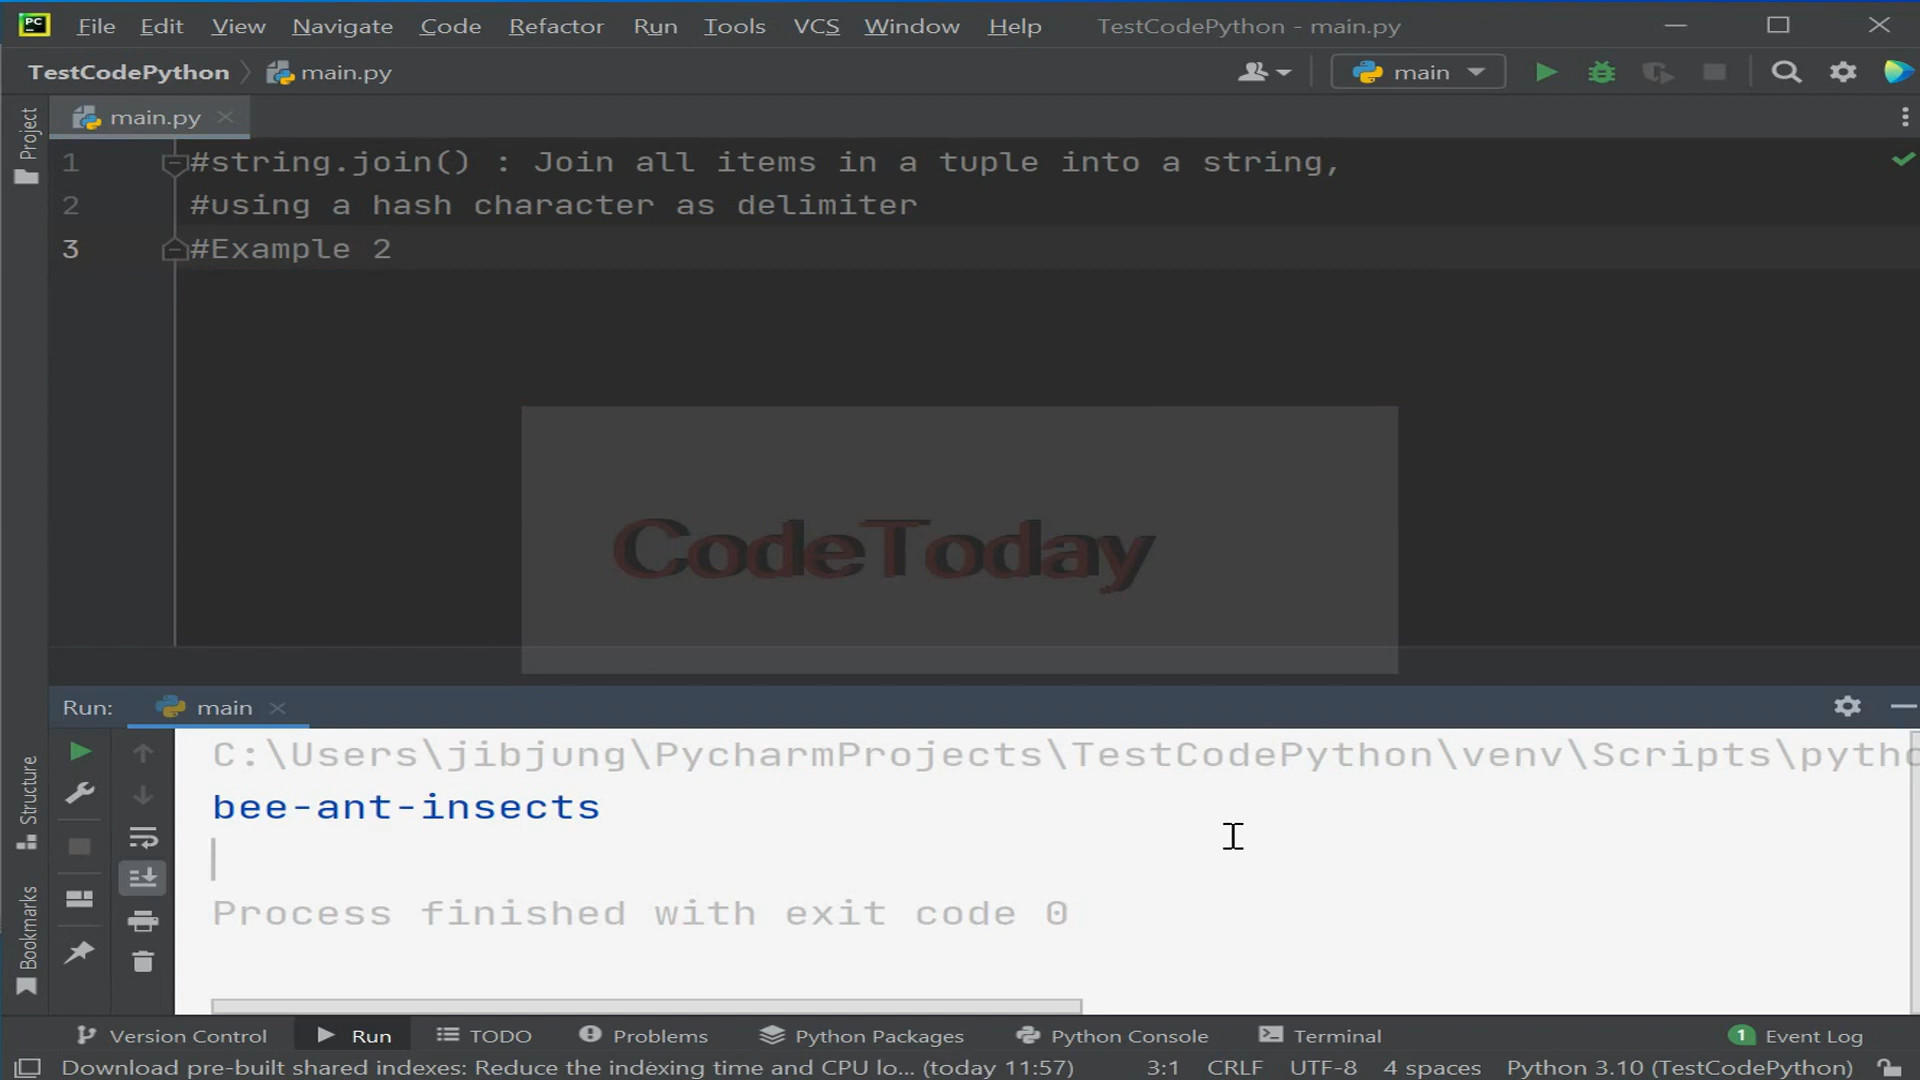 PC File Edit View Navigate Code Refactor Run Tools VCS Window Help TestCodePython - main.py
TestCodePython main.py main
Project
main.py
1 #string.join() : Join all items in a tuple into a string,
2 #using a hash character as delimiter
3 #Example 2
CodeToday
Run: main
C:\Users\jibjung\PycharmProjects\TestCodePython\venv\Scripts\pytho
bee-ant-insects
Process finished with exit code 0
Structure
Bookmarks
Version Control Run TODO Problems Python Packages Python Console Terminal 1 Event Log
Download pre-built shared indexes: Reduce the indexing time and CPU lo... (today 11:57) 3:1 CRLF UTF-8 4 spaces Python 3.10 (TestCodePython)